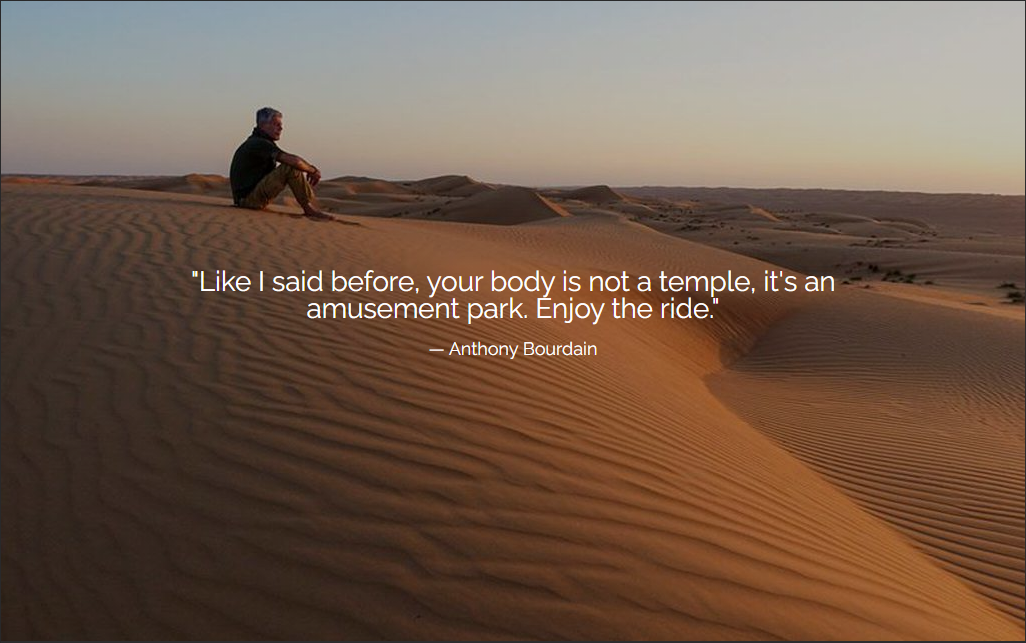 "Like I said before, your body is not a temple, it's an
amusement park. Enjoy the ride."
— Anthony Bourdain